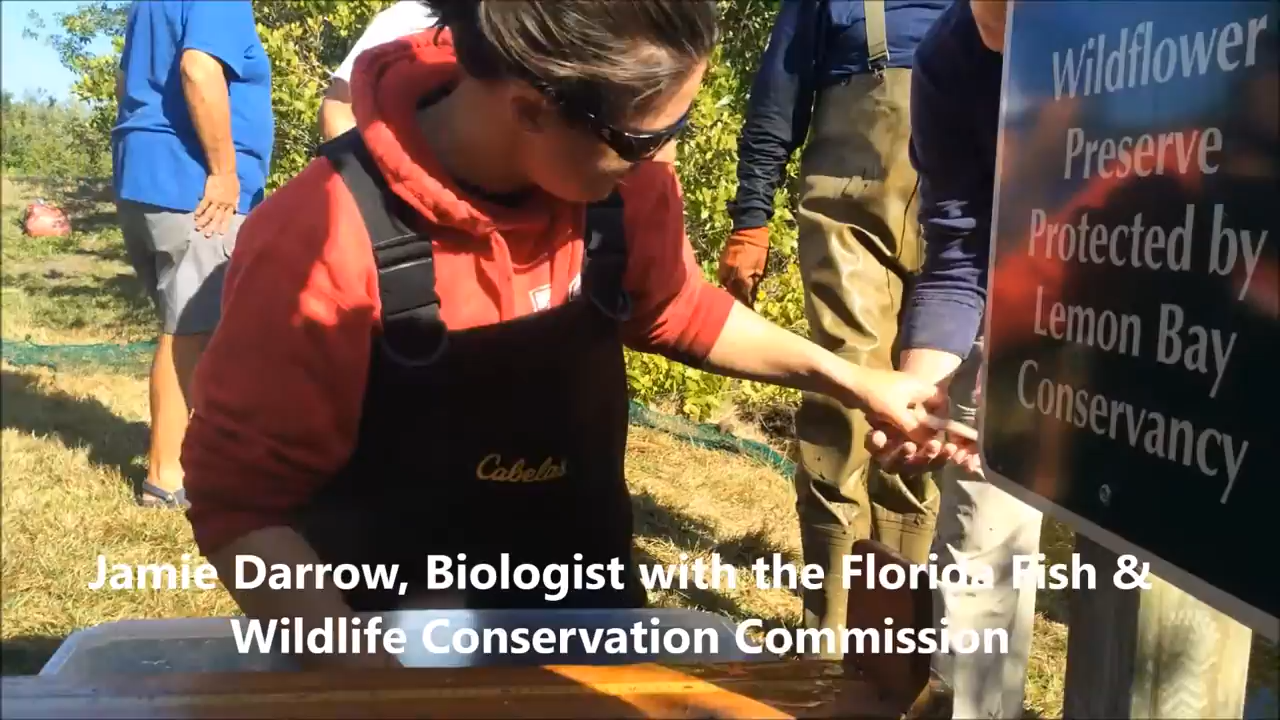 Wildflower
Preserve
Protected by
Lemon Bay
Conservancy
Cabela's
Jamie Darrow, Biologist with the Florida Fish &
Wildlife Conservation Commission